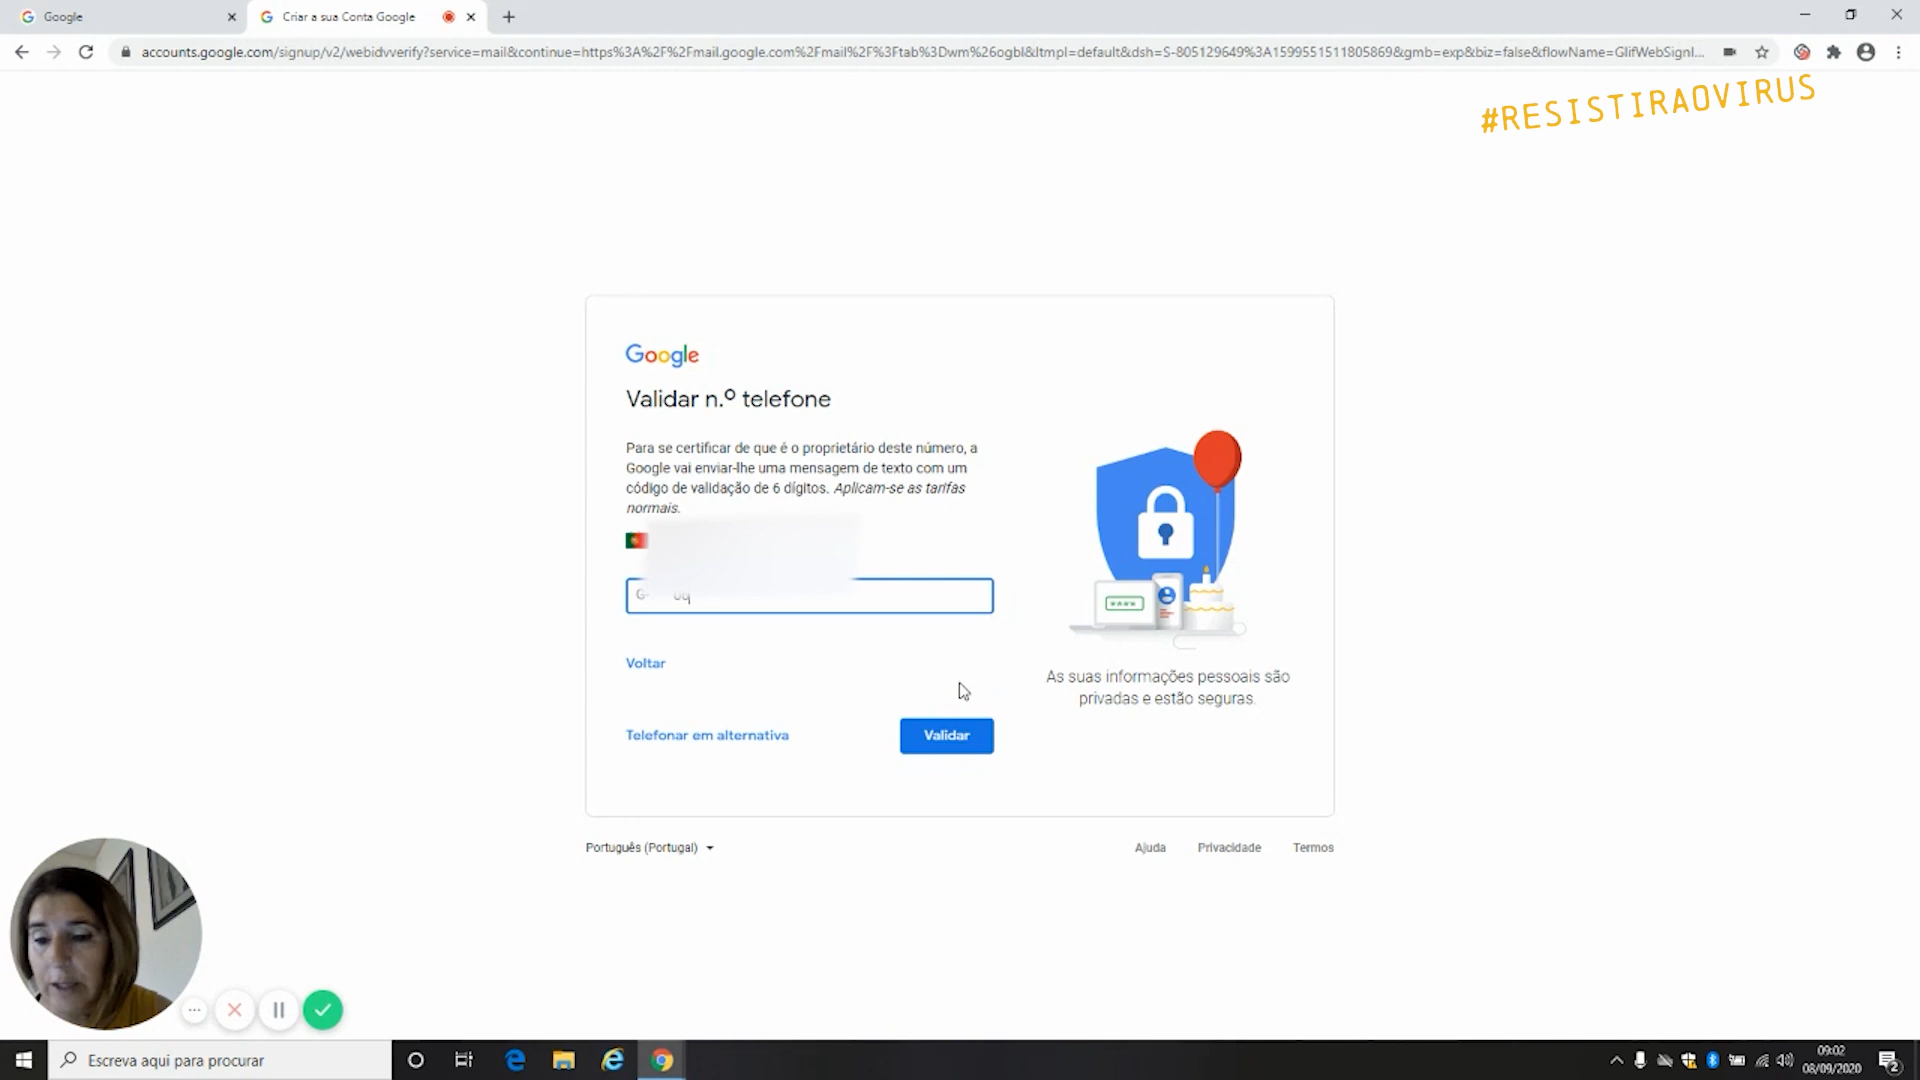 Google
Criar a sua Conta Google
accounts.google.com/signup/v2/webidvverify?service=mail&continue=https%3A%2F%2Fmail.google.com%2Fmail%2F%3Ftab%3Dwm%26ogbl&ltmpl=default&dsh=S-805129649%3A1599551511805869&gmb=exp&biz=false&flowName=GlifWebSignI...
#RESISTIRAOVIRUS
Google
Validar n.º telefone
Para se certificar de que é o proprietário deste número, a
Google vai enviar-lhe uma mensagem de texto com um
código de validação de 6 dígitos. Aplicam-se as tarifas
normais.
G-
Voltar
Telefonar em alternativa
Validar
As suas informações pessoais são
privadas e estão seguras.
Português (Portugal)
Ajuda
Privacidade
Termos
Escreva aqui para procurar
09:02
08/09/2020
2